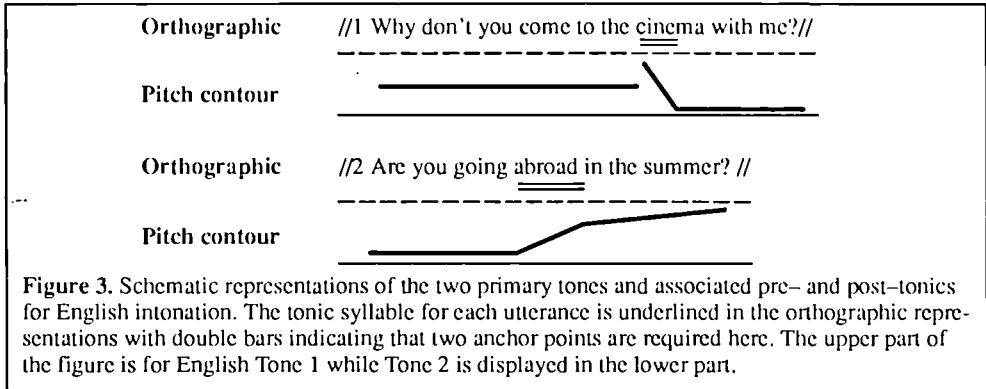 Orthographic //1 Why don't you come to the cinema with me?//
Pitch contour
Orthographic //2 Are you going abroad in the summer? //
Pitch contour
Figure 3. Schematic representations of the two primary tones and associated pre– and post–tonics
for English intonation. The tonic syllable for each utterance is underlined in the orthographic repre-
sentations with double bars indicating that two anchor points are required here. The upper part of
the figure is for English Tone 1 while Tone 2 is displayed in the lower part.